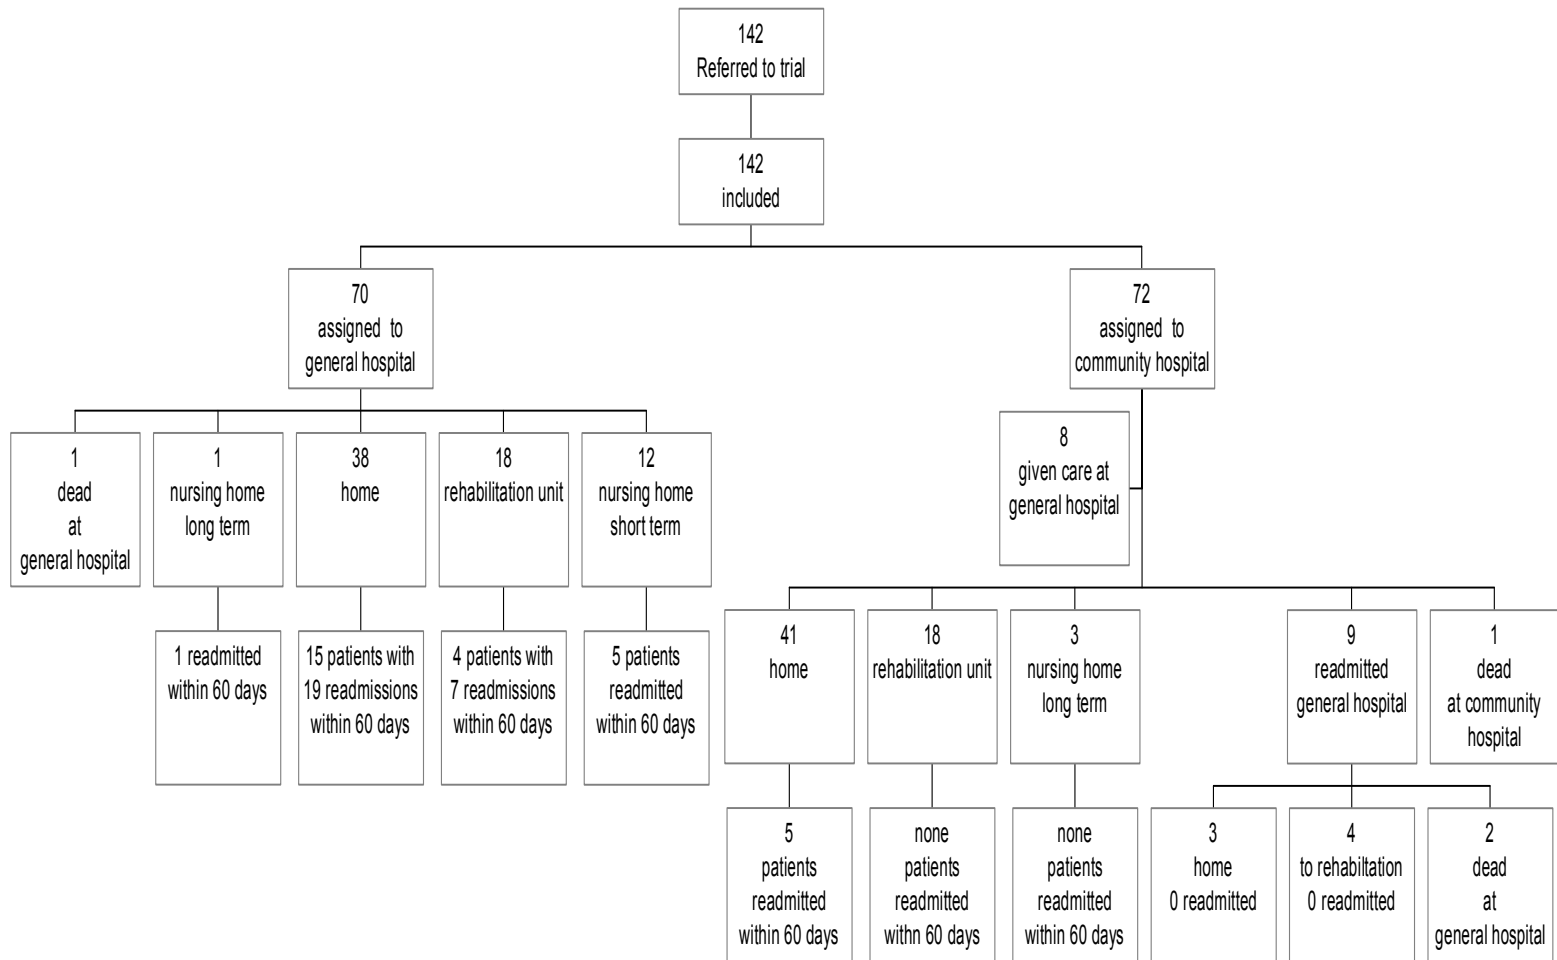 142
Referred to trial
142
included
70
assigned to
general hospital
72
assigned to
community hospital
8
given care at
general hospital
1
dead
at
general hospital
1
nursing home
long term
38
home
18
rehabilitation unit
12
nursing home
short term
1 readmitted
within 60 days
15 patients with
19 readmissions
within 60 days
4 patients with
7 readmissions
within 60 days
5 patients
readmitted
within 60 days
41
home
18
rehabilitation unit
3
nursing home
long term
9
readmitted
general hospital
1
dead
at community
hospital
5
patients
readmitted
within 60 days
none
patients
readmitted
withn 60 days
none
patients
readmitted
within 60 days
3
home
0 readmitted
4
to rehabiltation
0 readmitted
2
dead
at
general hospital